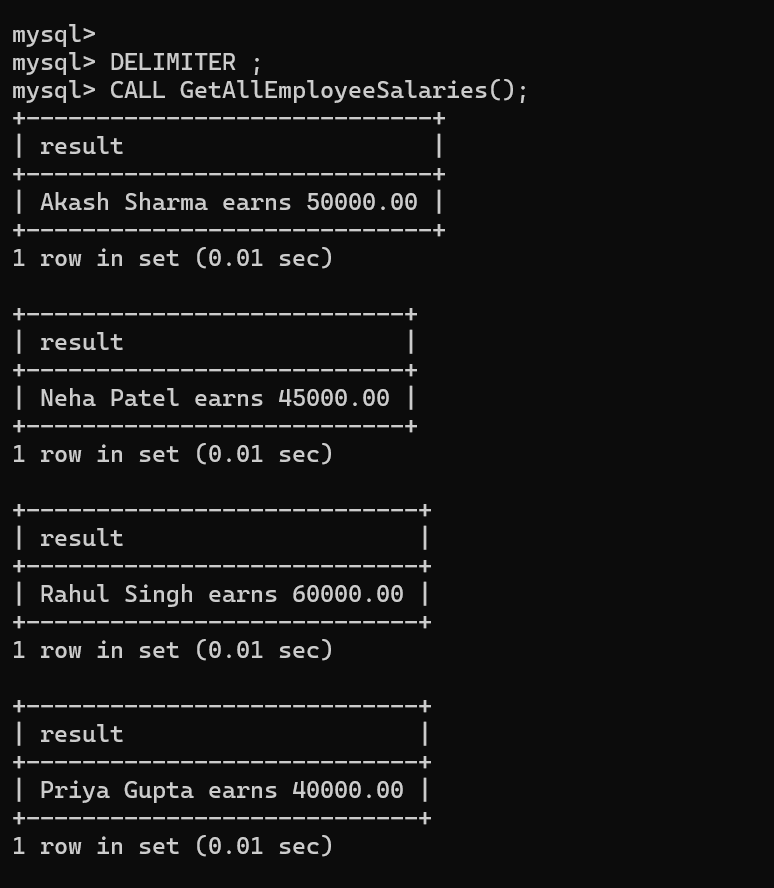 mysql>
mysql> DELIMITER ;
mysql> CALL GetAllEmployeeSalaries();
+-----------------------------+
| result                      |
+-----------------------------+
| Akash Sharma earns 50000.00 |
+-----------------------------+
1 row in set (0.01 sec)

+---------------------------+
| result                    |
+---------------------------+
| Neha Patel earns 45000.00 |
+---------------------------+
1 row in set (0.01 sec)

+----------------------------+
| result                     |
+----------------------------+
| Rahul Singh earns 60000.00 |
+----------------------------+
1 row in set (0.01 sec)

+----------------------------+
| result                     |
+----------------------------+
| Priya Gupta earns 40000.00 |
+----------------------------+
1 row in set (0.01 sec)